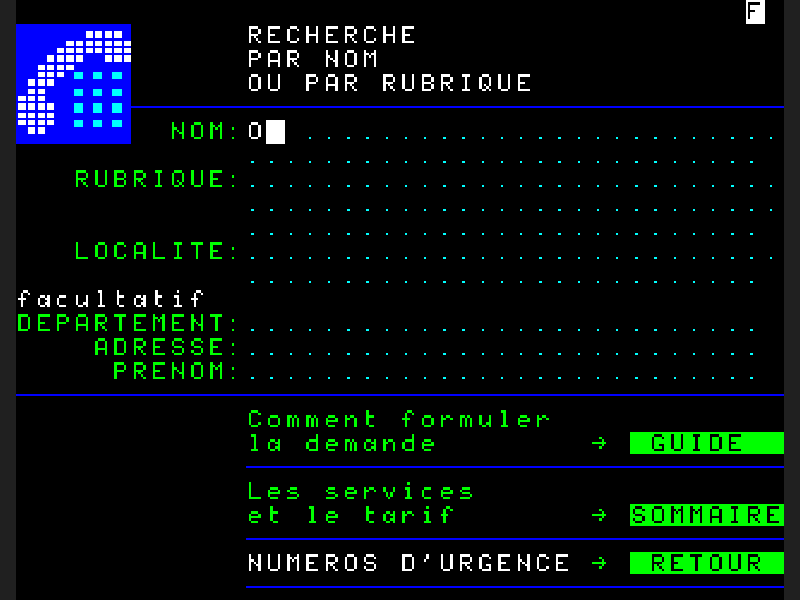 F
RECHERCHE
PAR NOM
OU PAR RUBRIQUE
NOM: O
RUBRIQUE:
LOCALITE:
facultatif
DEPARTEMENT:
ADRESSE:
PRENOM:
Comment formuler
la demande → GUIDE
Les services
et le tarif → SOMMAIRE
NUMEROS D'URGENCE → RETOUR